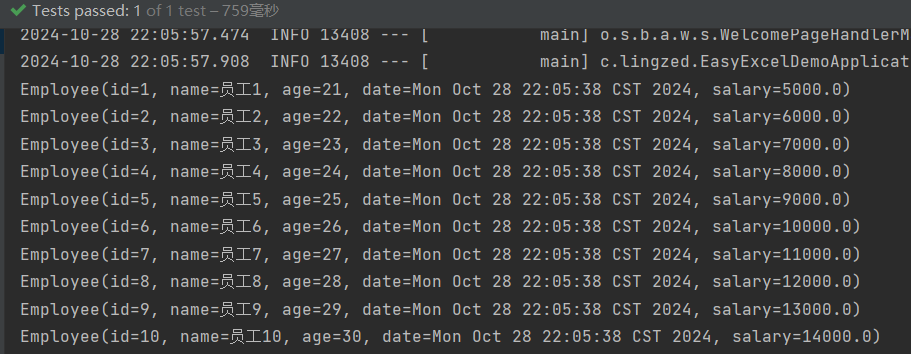 Tests passed: 1 of 1 test – 759毫秒
2024-10-28 22:05:57.474  INFO 13408 --- [           main] o.s.b.a.w.s.WelcomePageHandlerM
2024-10-28 22:05:57.908  INFO 13408 --- [           main] c.lingzed.EasyExcelDemoApplicat
Employee(id=1, name=员工1, age=21, date=Mon Oct 28 22:05:38 CST 2024, salary=5000.0)
Employee(id=2, name=员工2, age=22, date=Mon Oct 28 22:05:38 CST 2024, salary=6000.0)
Employee(id=3, name=员工3, age=23, date=Mon Oct 28 22:05:38 CST 2024, salary=7000.0)
Employee(id=4, name=员工4, age=24, date=Mon Oct 28 22:05:38 CST 2024, salary=8000.0)
Employee(id=5, name=员工5, age=25, date=Mon Oct 28 22:05:38 CST 2024, salary=9000.0)
Employee(id=6, name=员工6, age=26, date=Mon Oct 28 22:05:38 CST 2024, salary=10000.0)
Employee(id=7, name=员工7, age=27, date=Mon Oct 28 22:05:38 CST 2024, salary=11000.0)
Employee(id=8, name=员工8, age=28, date=Mon Oct 28 22:05:38 CST 2024, salary=12000.0)
Employee(id=9, name=员工9, age=29, date=Mon Oct 28 22:05:38 CST 2024, salary=13000.0)
Employee(id=10, name=员工10, age=30, date=Mon Oct 28 22:05:38 CST 2024, salary=14000.0)